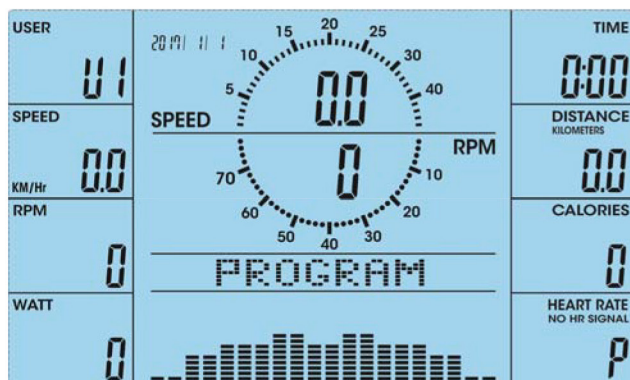 USER
U1
SPEED
KM/Hr 0.0
RPM
0
WATT
0
2017/ 1/ 1
5 10 15 20 25 30 40
SPEED 0.0
RPM
0
70 60 50 40 30 20 10
PROGRAM
TIME
0:00
DISTANCE
KILOMETERS
0.0
CALORIES
0
HEART RATE
NO HR SIGNAL
P